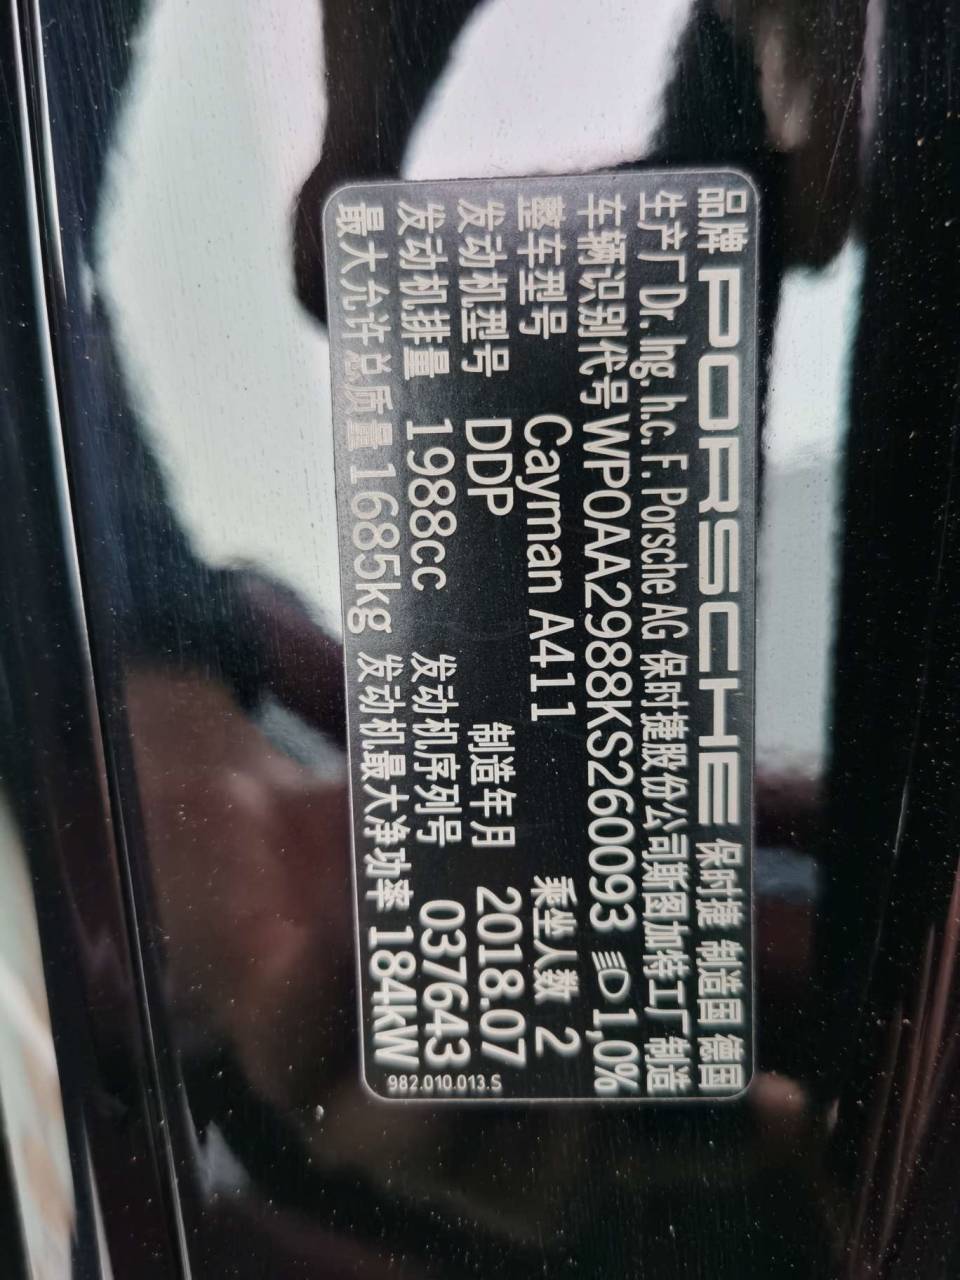 品牌 PORSCHE 保时捷 制造国 德国
生产厂 Dr. Ing. h.c. F. Porsche AG 保时捷股份公司斯图加特工厂制造
车辆识别代号 WP0AA2988KS260093 1,0%
整车型号 Cayman A411 乘坐人数 2
发动机型号 DDP 制造年月 2018.07
发动机排量 1988cc 发动机序列号 037643
最大允许总质量 1685kg 发动机最大净功率 184kW
982.010.013.S